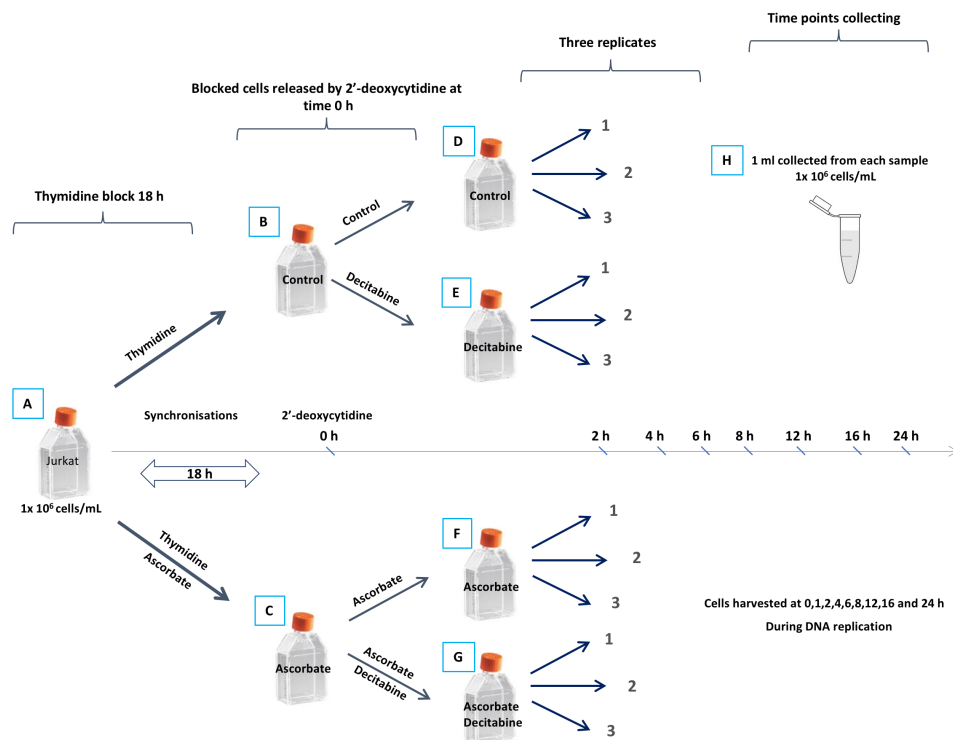 Time points collecting
Three replicates
Blocked cells released by 2’-deoxycytidine at
time 0 h
Thymidine block 18 h
D
Control
1
2
3
H
1 ml collected from each sample
1x 10⁶ cells/mL
B
Control
Control
Decitabine
E
Decitabine
1
2
3
Thymidine
A
Jurkat
1x 10⁶ cells/mL
Synchronisations
2’-deoxycytidine
0 h
2 h
4 h
6 h
8 h
12 h
16 h
24 h
18 h
Thymidine
Ascorbate
C
Ascorbate
Ascorbate
Ascorbate
Decitabine
F
Ascorbate
1
2
3
G
Ascorbate
Decitabine
1
2
3
Cells harvested at 0,1,2,4,6,8,12,16 and 24 h
During DNA replication